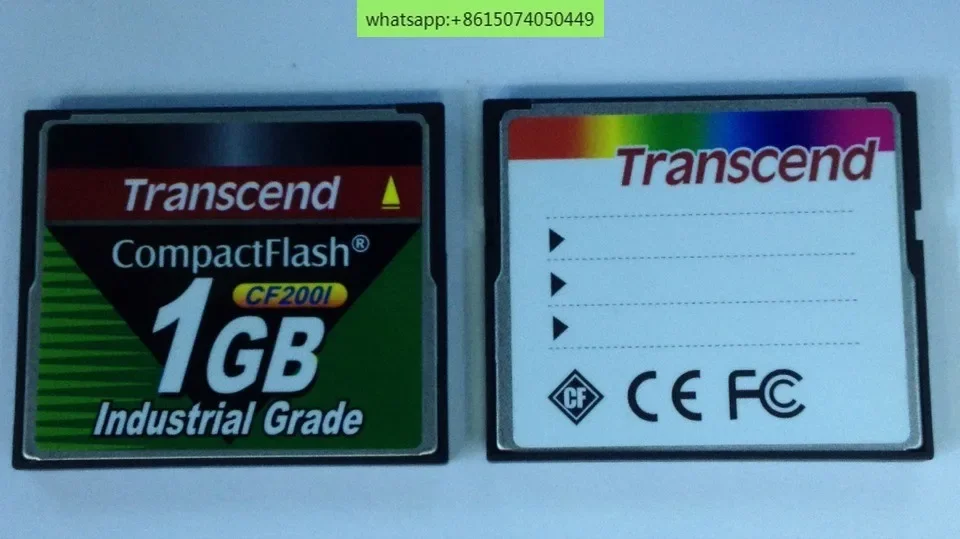 whatsapp:+8615074050449
Transcend
CompactFlash®
CF200I
1GB
Industrial Grade
Transcend
CF CE FC